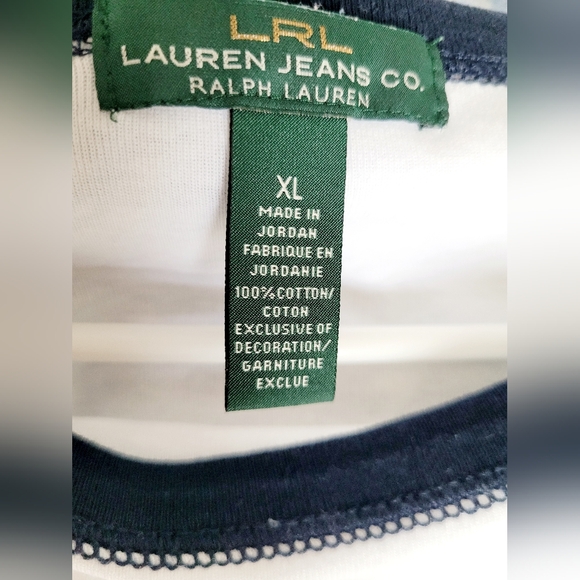 LRL
LAUREN JEANS CO.
RALPH LAUREN
XL
MADE IN
JORDAN
FABRIQUE EN
JORDANIE
100%COTTON/
COTON
EXCLUSIVE OF
DECORATION/
GARNITURE
EXCLUE